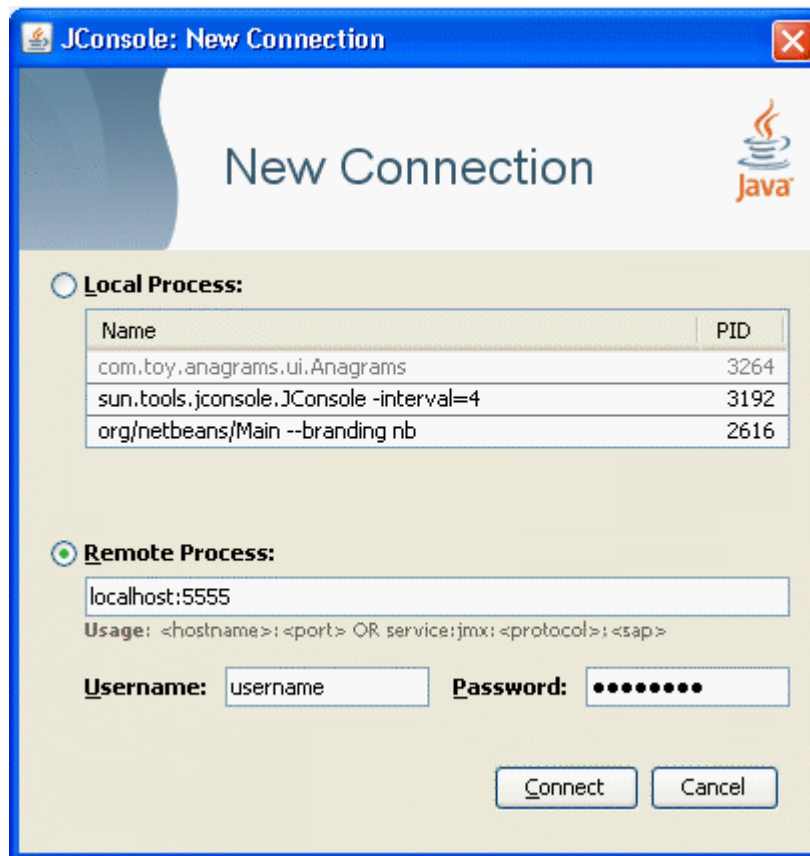 JConsole: New Connection
New Connection
Java
Local Process:
Name PID
com.toy.anagrams.ui.Anagrams 3264
sun.tools.jconsole.JConsole -interval=4 3192
org/netbeans/Main --branding nb 2616
Remote Process:
localhost:5555
Usage: <hostname>:<port> OR service:jmx:<protocol>:<sap>
Username: username Password: ●●●●●●●●
Connect Cancel